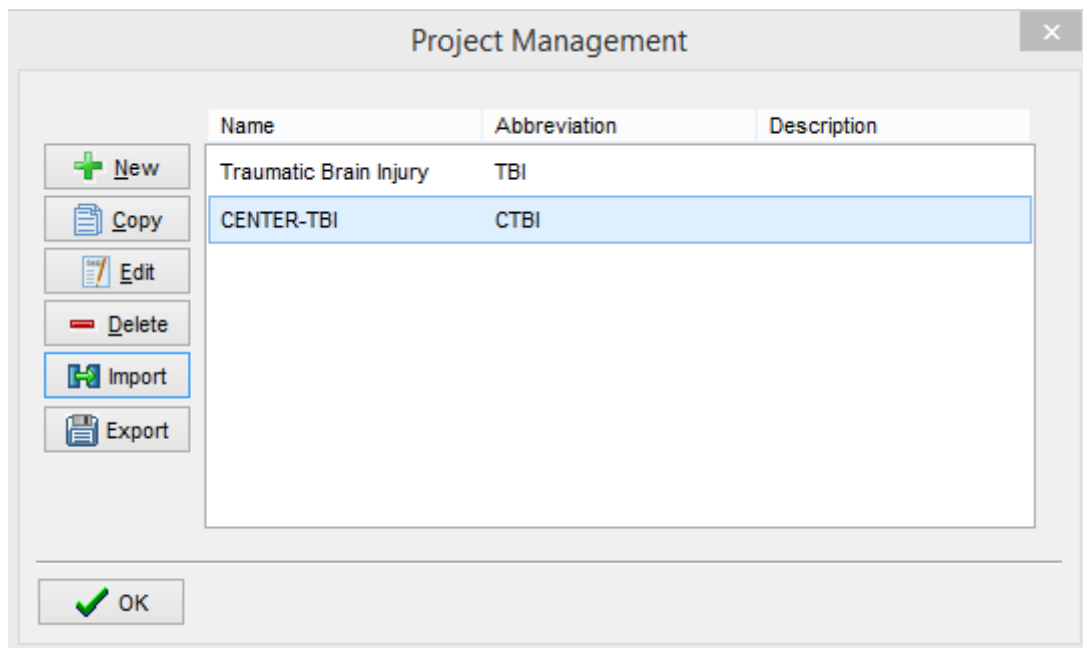 Project Management
Name Abbreviation Description
New
Traumatic Brain Injury TBI
Copy
CENTER-TBI CTBI
Edit
Delete
Import
Export
OK